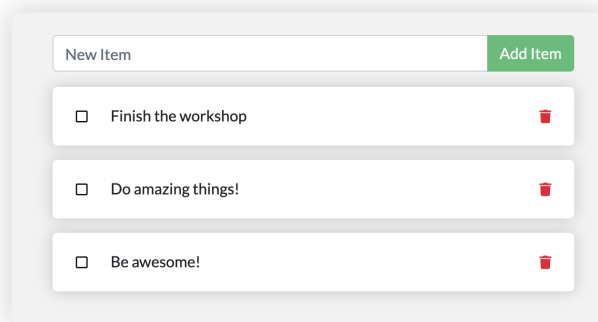 New Item
Add Item
Finish the workshop
Do amazing things!
Be awesome!